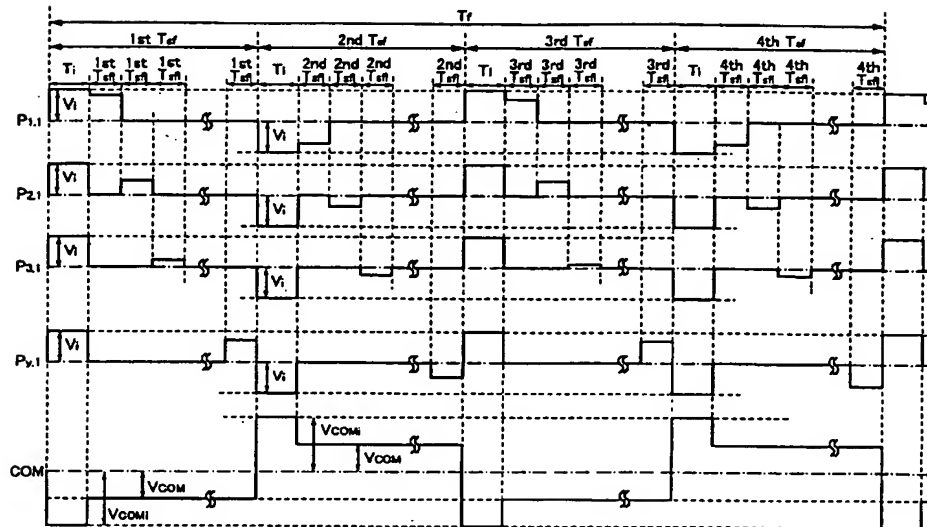 Tf
1st Tsf 2nd Tsf 3rd Tsf 4th Tsf
Ti 1st Tsfl 1st Tsfl 1st Tsfl 1st Tsfl Ti 2nd Tsfl 2nd Tsfl 2nd Tsfl 2nd Tsfl Ti 3rd Tsfl 3rd Tsfl 3rd Tsfl 3rd Tsfl Ti 4th Tsfl 4th Tsfl 4th Tsfl 4th Tsfl
P1,1 Vi Vi
P2,1 Vi Vi
P3,1 Vi Vi
Py,1 Vi Vi
VCOMi
VCOM
COM
VCOM
VCOMi